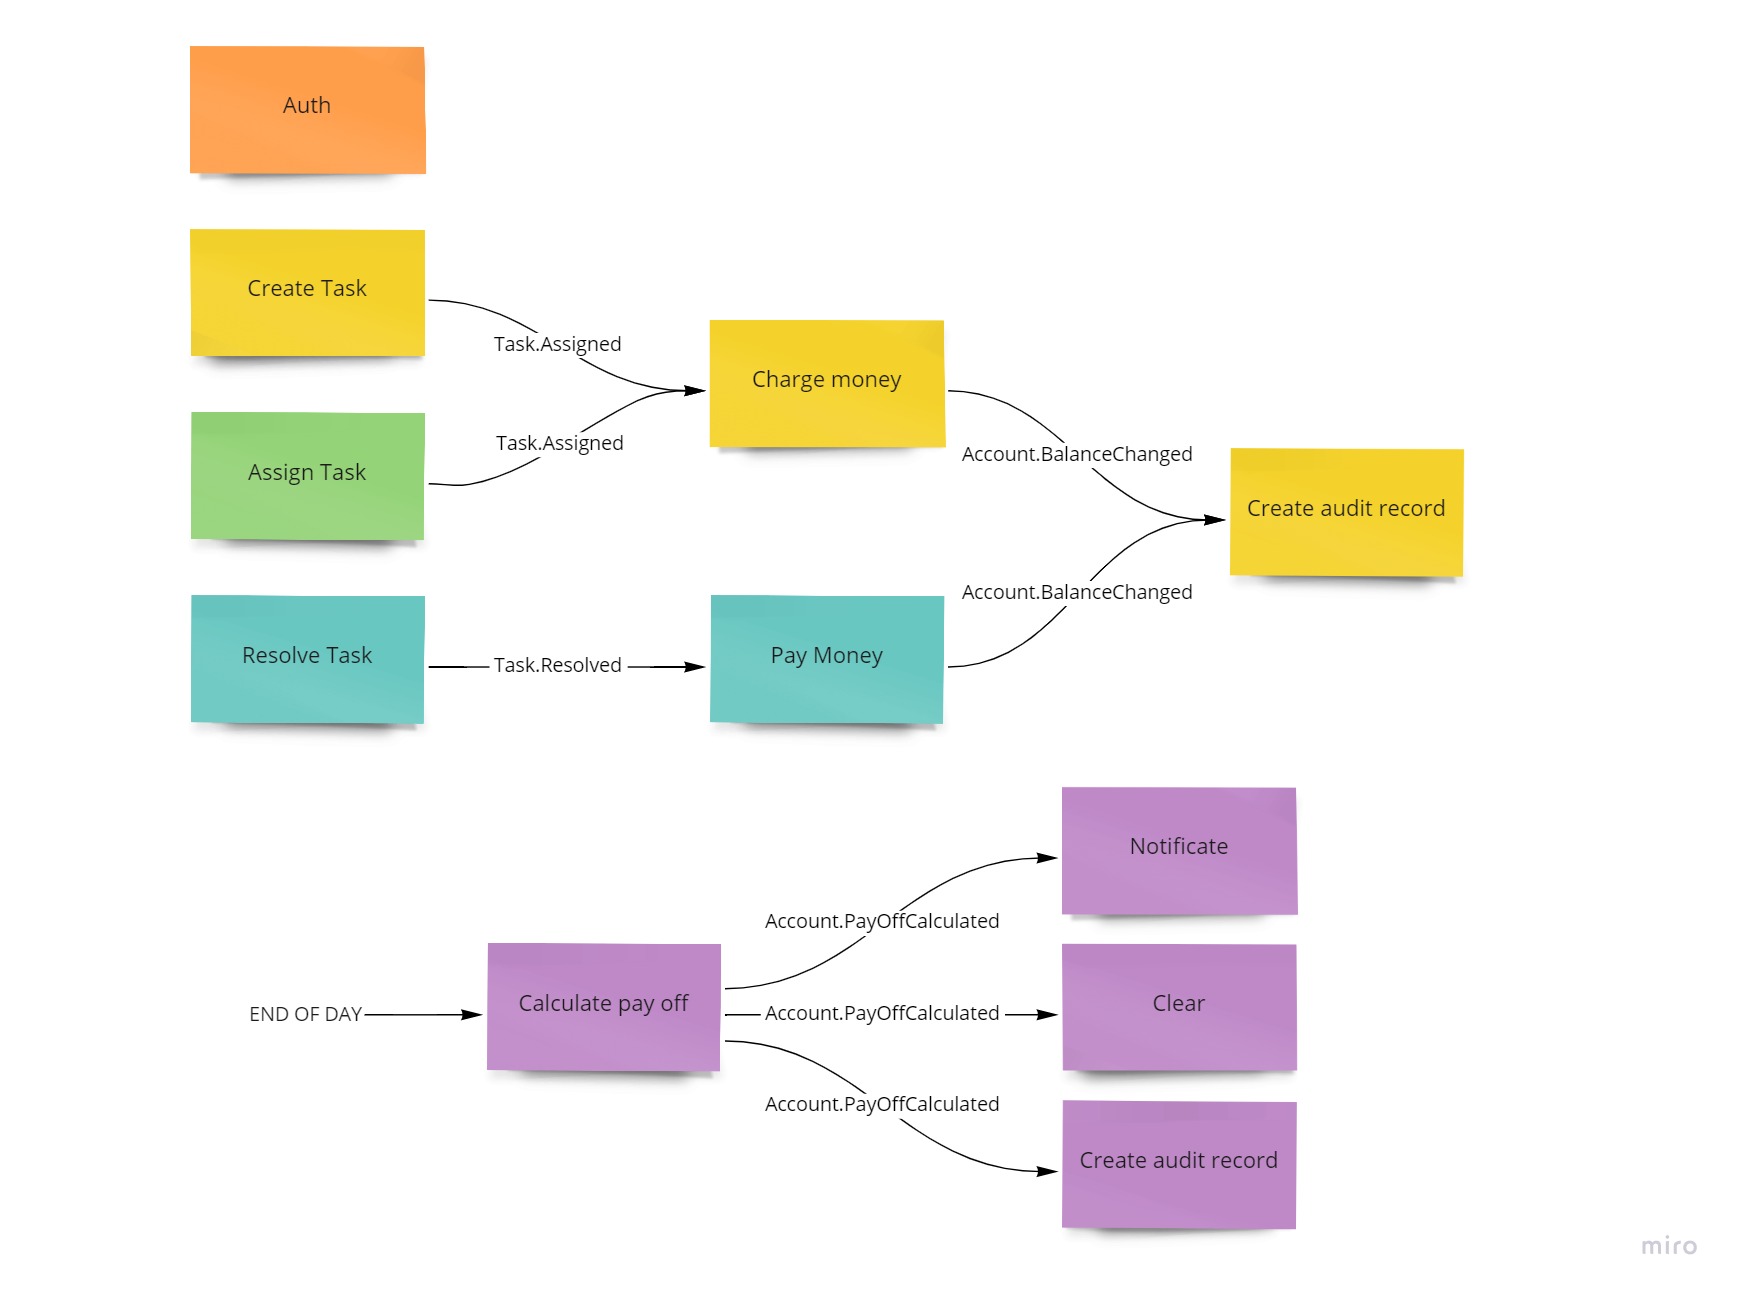 Auth
Create Task
Task.Assigned
Charge money
Task.Assigned
Assign Task
Account.BalanceChanged
Create audit record
Account.BalanceChanged
Resolve Task
Task.Resolved
Pay Money
Notificate
Account.PayOffCalculated
END OF DAY
Calculate pay off
Account.PayOffCalculated
Clear
Account.PayOffCalculated
Create audit record
miro